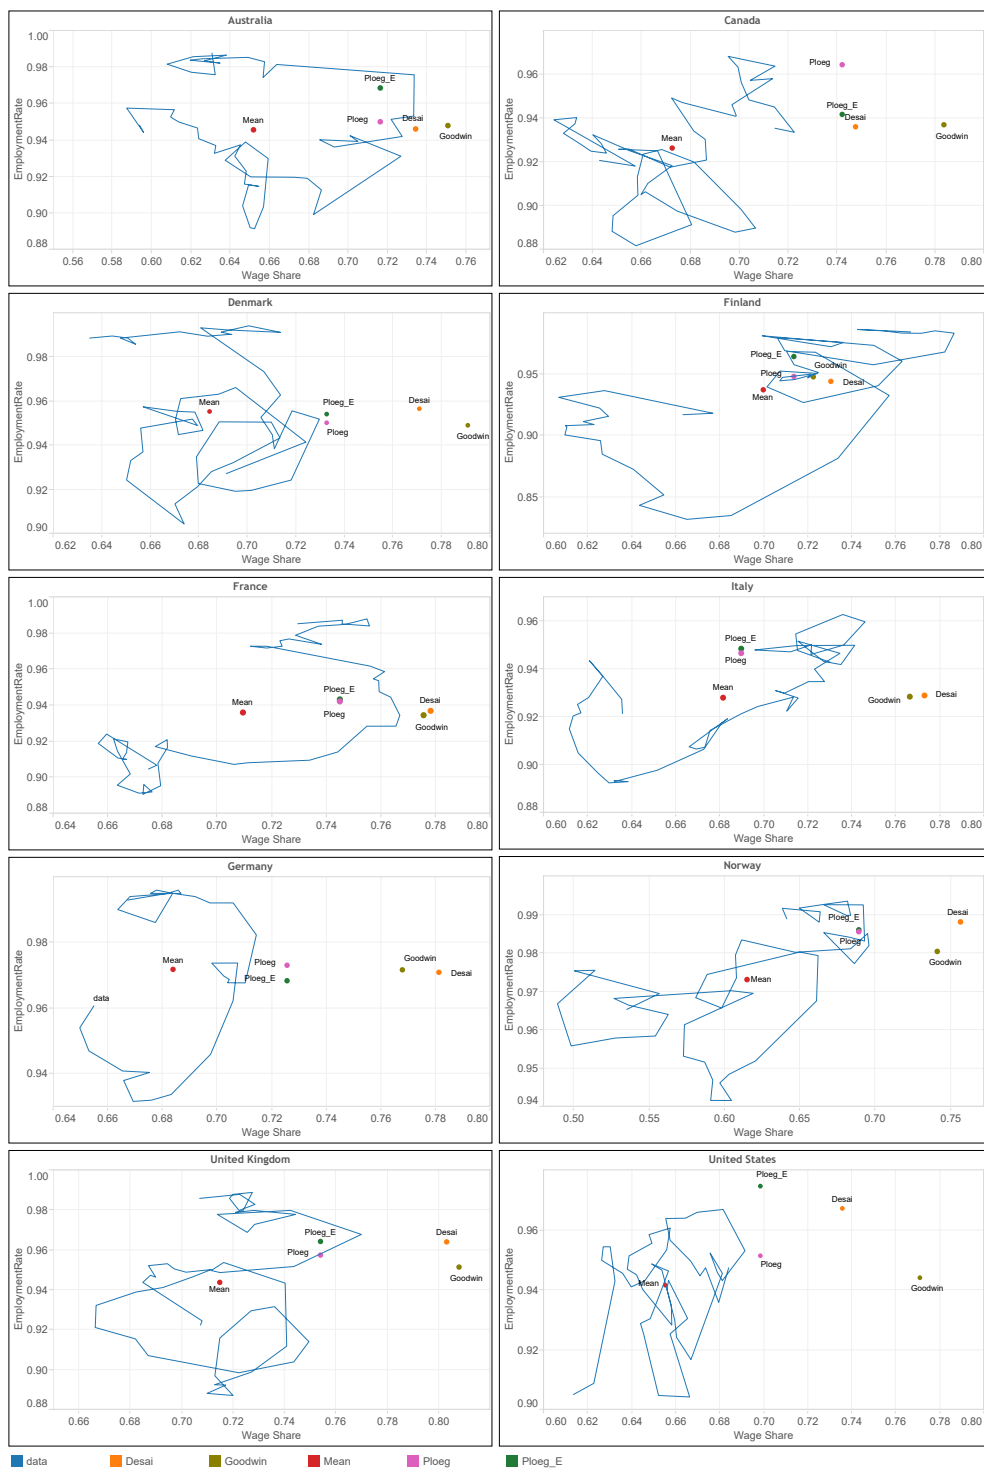 Australia
EmploymentRate
1.00
0.98
0.96
0.94
0.92
0.90
0.88
Ploeg_E
Mean
Ploeg
Desai
Goodwin
0.56 0.58 0.60 0.62 0.64 0.66 0.68 0.70 0.72 0.74 0.76
Wage Share
Canada
EmploymentRate
0.96
0.94
0.92
0.90
0.88
Ploeg
Ploeg_E
Desai
Goodwin
Mean
0.62 0.64 0.66 0.68 0.70 0.72 0.74 0.76 0.78 0.80
Wage Share
Denmark
EmploymentRate
0.98
0.96
0.94
0.92
0.90
Mean
Ploeg_E
Desai
Ploeg
Goodwin
0.62 0.64 0.66 0.68 0.70 0.72 0.74 0.76 0.78 0.80
Wage Share
Finland
EmploymentRate
0.95
0.90
0.85
Ploeg_E
Goodwin
Ploeg
Desai
Mean
0.60 0.62 0.64 0.66 0.68 0.70 0.72 0.74 0.76 0.78 0.80
Wage Share
France
EmploymentRate
1.00
0.98
0.96
0.94
0.92
0.90
0.88
Ploeg_E
Mean
Desai
Ploeg
Goodwin
0.64 0.66 0.68 0.70 0.72 0.74 0.76 0.78 0.80
Wage Share
Italy
EmploymentRate
0.96
0.94
0.92
0.90
0.88
Ploeg_E
Ploeg
Mean
Goodwin
Desai
0.60 0.62 0.64 0.66 0.68 0.70 0.72 0.74 0.76 0.78 0.80
Wage Share
Germany
EmploymentRate
0.98
0.96
0.94
Mean
Ploeg
Goodwin
Ploeg_E
Desai
data
0.64 0.66 0.68 0.70 0.72 0.74 0.76 0.78 0.80
Wage Share
Norway
EmploymentRate
0.99
0.98
0.97
0.96
0.95
0.94
Ploeg_E
Desai
Ploeg
Goodwin
Mean
0.50 0.55 0.60 0.65 0.70 0.75
Wage Share
United Kingdom
EmploymentRate
1.00
0.98
0.96
0.94
0.92
0.90
0.88
Ploeg_E
Desai
Ploeg
Goodwin
Mean
0.66 0.68 0.70 0.72 0.74 0.76 0.78 0.80
Wage Share
United States
EmploymentRate
0.96
0.94
0.92
0.90
Ploeg_E
Desai
Ploeg
Mean
Goodwin
0.60 0.62 0.64 0.66 0.68 0.70 0.72 0.74 0.76 0.78 0.80
Wage Share
data Desai Goodwin Mean Ploeg Ploeg_E